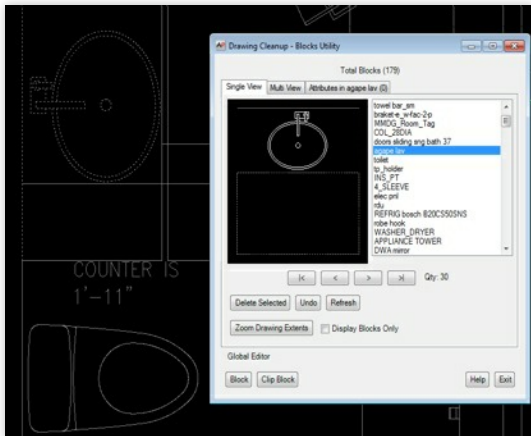 Drawing Cleanup - Blocks Utility
Total Blocks (179)
Single View
Multi View
Attributes in agape lav (0)
towel bar_sm
braket-e_w-fac-2-p
MMDG_Room_Tag
COL_28DIA
doors sliding sng bath 37
agape lav
toilet
tp_holder
INS_PT
4_SLEEVE
elec pnl
rdu
REFRIG bosch B20CS50SNS
robe hook
WASHER_DRYER
APPLIANCE TOWER
DWA mirror
|< < > >| Qty: 30
Delete Selected Undo Refresh
Zoom Drawing Extents Display Blocks Only
Global Editor
Block Clip Block Help Exit
COUNTER IS
1'-11"